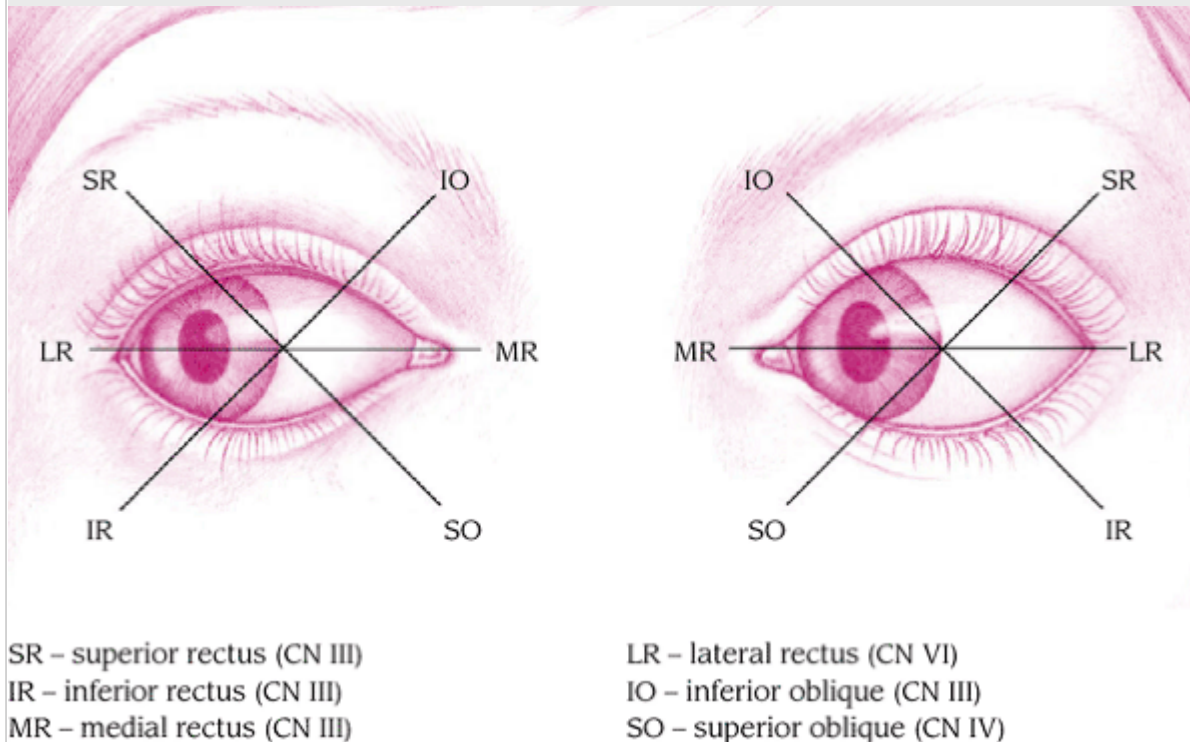 SR IO IO SR
LR MR MR LR
IR SO SO IR
SR – superior rectus (CN III)
IR – inferior rectus (CN III)
MR – medial rectus (CN III)
LR – lateral rectus (CN VI)
IO – inferior oblique (CN III)
SO – superior oblique (CN IV)